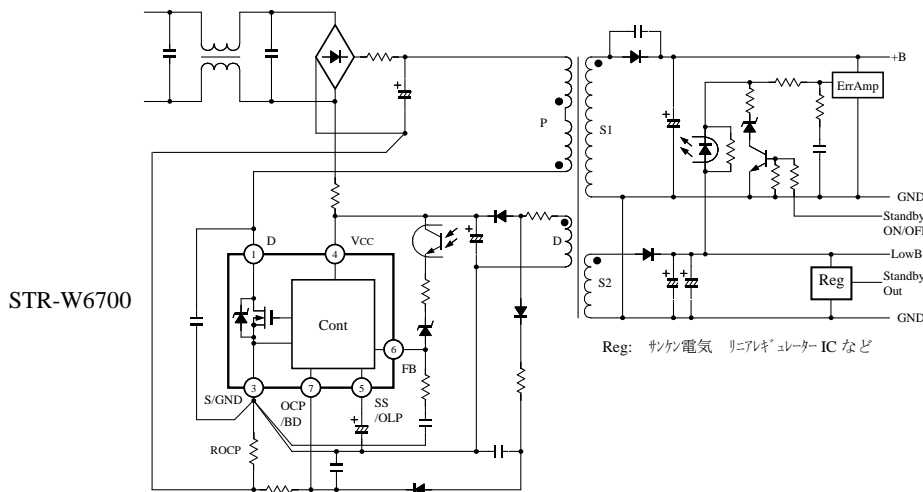 +B
ErrAmp
P
S1
GND
Standby
ON/OFF
D
D
VCC
LowB
1
4
S2
Reg
Standby
Out
STR-W6700
Cont
GND
6
FB
Reg: サンケン電気 リニアレギュレーター IC など
3
7
5
S/GND
OCP
/BD
SS
/OLP
ROCP